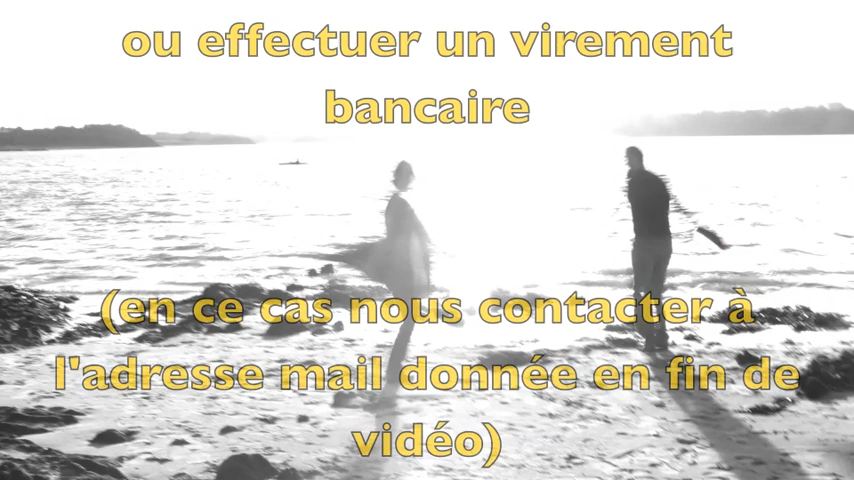 ou effectuer un virement
bancaire
(en ce cas nous contacter à
l'adresse mail donnée en fin de
vidéo)